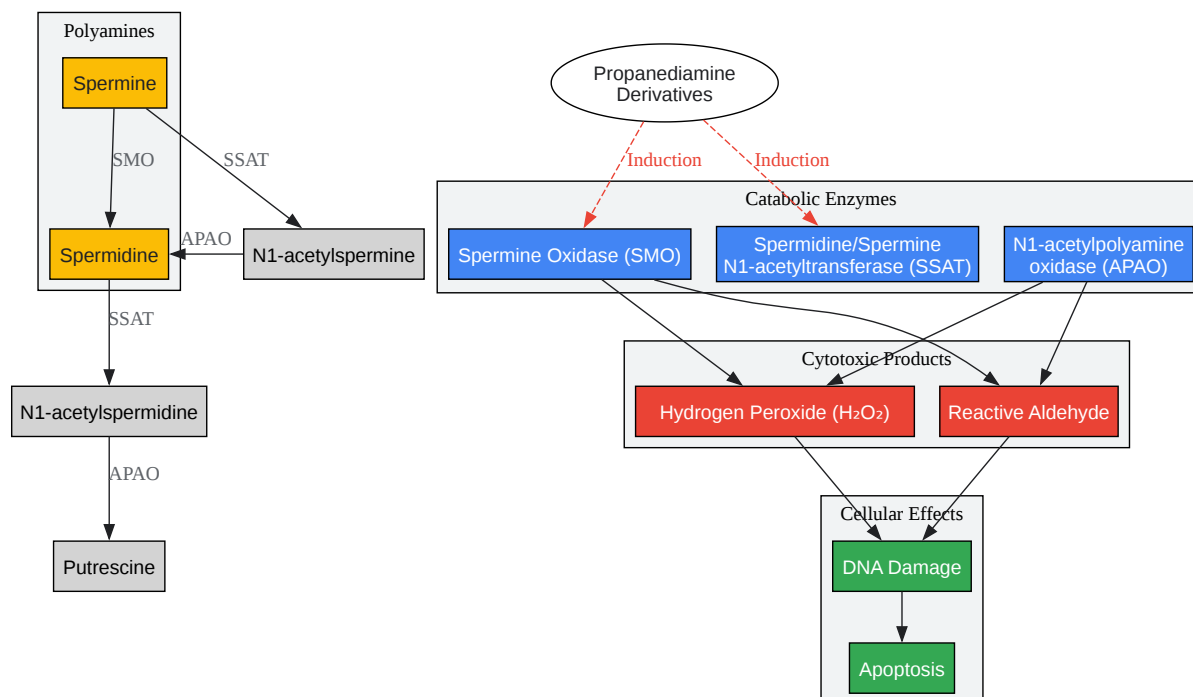 Polyamines
Spermine
SMO
SSAT
Spermidine
APAO
N1-acetylspermine
SSAT
N1-acetylspermidine
APAO
Putrescine
Propanediamine
Derivatives
Induction
Induction
Catabolic Enzymes
Spermine Oxidase (SMO)
Spermidine/Spermine
N1-acetyltransferase (SSAT)
N1-acetylpolyamine
oxidase (APAO)
Cytotoxic Products
Hydrogen Peroxide (H₂O₂)
Reactive Aldehyde
Cellular Effects
DNA Damage
Apoptosis